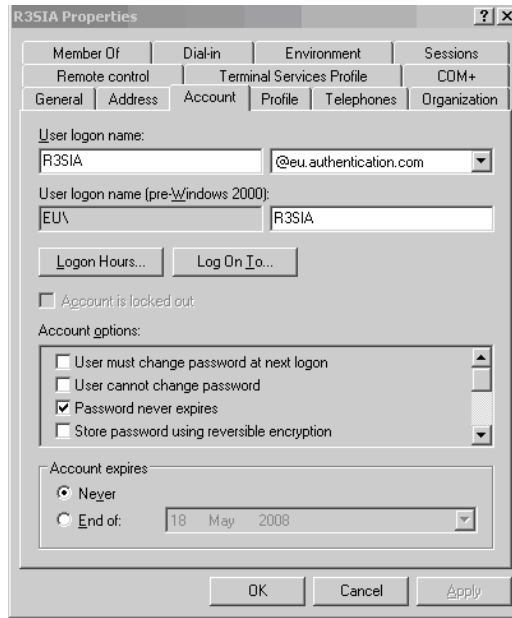 R3SIA Properties
Member Of Dial-in Environment Sessions
Remote control Terminal Services Profile COM+
General Address Account Profile Telephones Organization
User logon name:
R3SIA @eu.authentication.com
User logon name (pre-Windows 2000):
EU\ R3SIA
Logon Hours... Log On To...
Account is locked out
Account options:
User must change password at next logon
User cannot change password
Password never expires
Store password using reversible encryption
Account expires
Never
End of: 18 May 2008
OK Cancel Apply